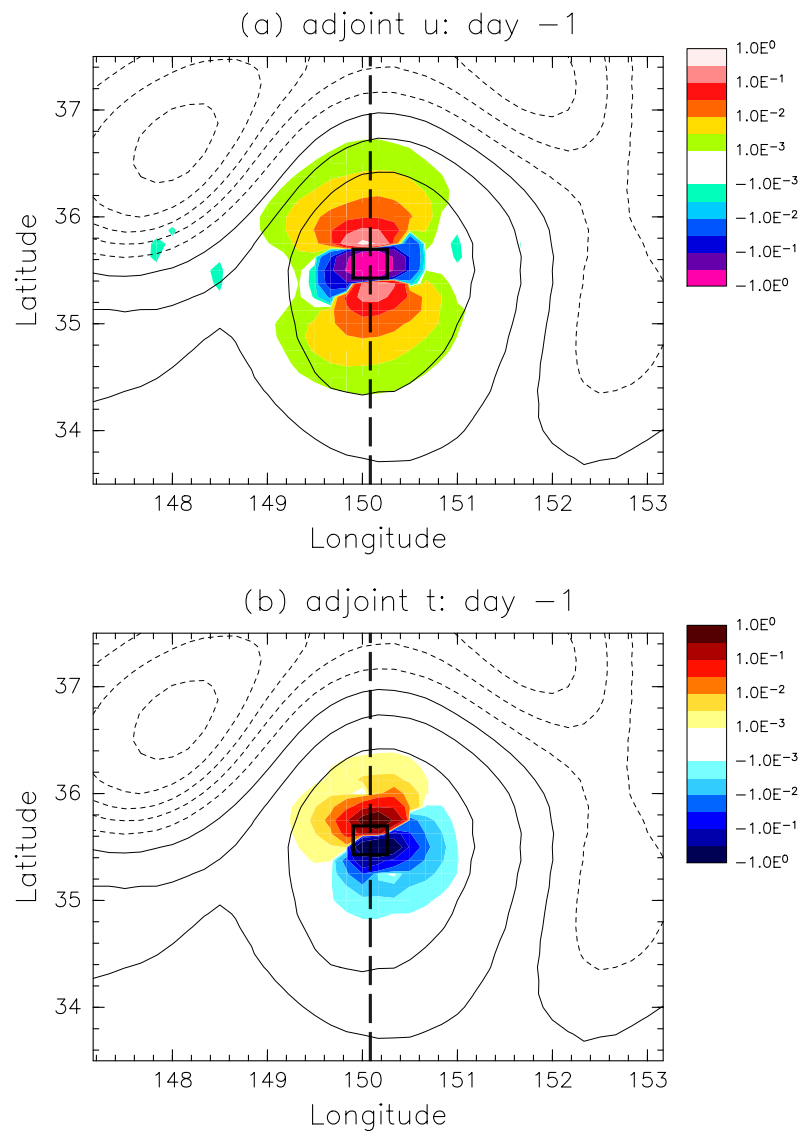 (a) adjoint u: day −1
1.0E⁰
1.0E⁻¹
1.0E⁻²
1.0E⁻³
−1.0E⁻³
−1.0E⁻²
−1.0E⁻¹
−1.0E⁰
37
36
35
34
Latitude
148 149 150 151 152 153
Longitude
(b) adjoint t: day −1
1.0E⁰
1.0E⁻¹
1.0E⁻²
1.0E⁻³
−1.0E⁻³
−1.0E⁻²
−1.0E⁻¹
−1.0E⁰
37
36
35
34
Latitude
148 149 150 151 152 153
Longitude